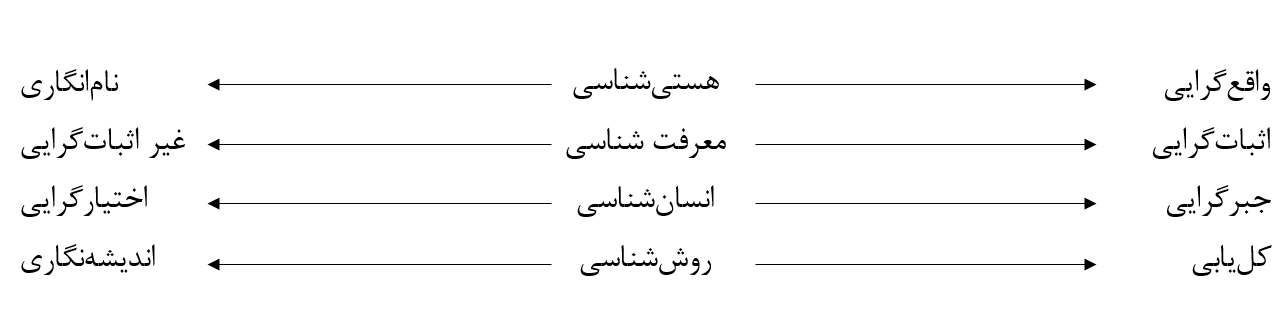 واقع‌گرایی هستی‌شناسی نام‌انگاری
اثبات‌گرایی معرفت شناسی غیر اثبات‌گرایی
جبرگرایی انسان‌شناسی اختیارگرایی
کل‌یابی روش‌شناسی اندیشه‌نگاری